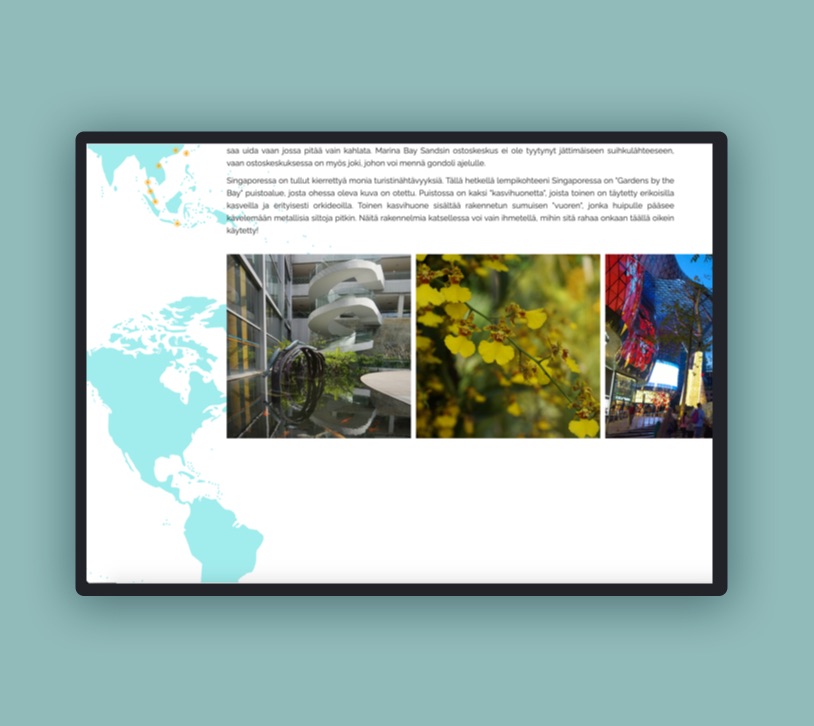 saa uida vaan jossa pitää vain kahlata. Marina Bay Sandsin ostoskeskus ei ole tyytynyt jättimäiseen suihkulähteeseen,
vaan ostoskeskuksessa on myös joki, johon voi mennä gondoli ajelulle.
Singaporessa on tullut kierrettyä monia turistinähtävyyksiä. Tällä hetkellä lempikohteeni Singaporessa on "Gardens by the
Bay" puistoalue, josta ohessa oleva kuva on otettu. Puistossa on kaksi "kasvihuonetta", joista toinen on täytetty erikoisilla
kasveilla ja erityisesti orkideoilla. Toinen kasvihuone sisältää rakennetun sumuisen "vuoren", jonka huipulle pääsee
kävelemään metallisia siltoja pitkin. Näitä rakennelmia katsellessa voi vain ihmetellä, mihin sitä rahaa onkaan täällä oikein
käytetty!